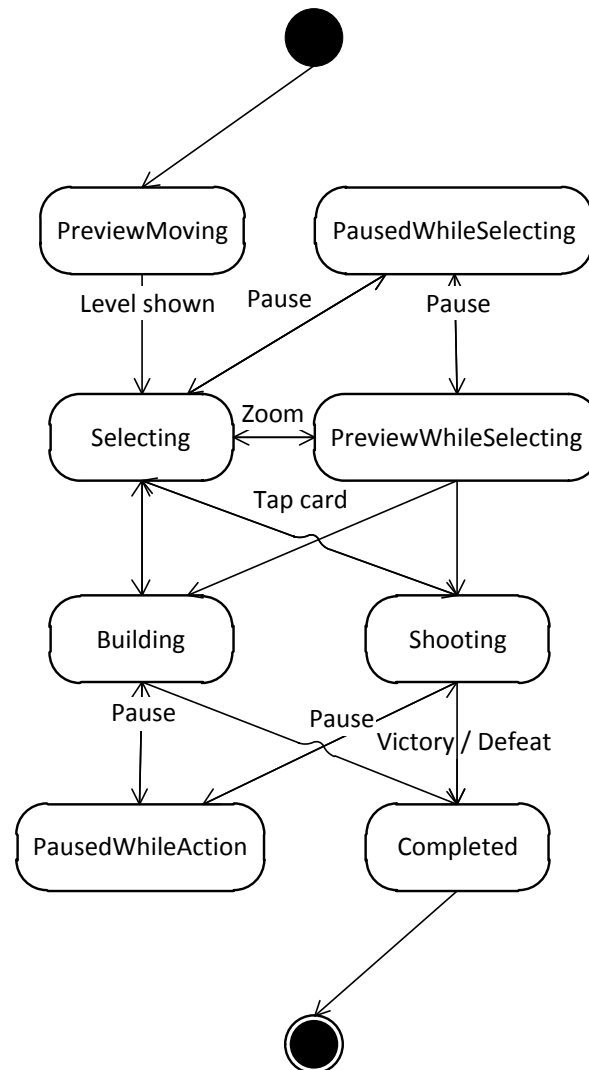 PreviewMoving
PausedWhileSelecting
Level shown
Pause
Pause
Selecting
Zoom
PreviewWhileSelecting
Tap card
Building
Shooting
Pause
Pause
Victory / Defeat
PausedWhileAction
Completed